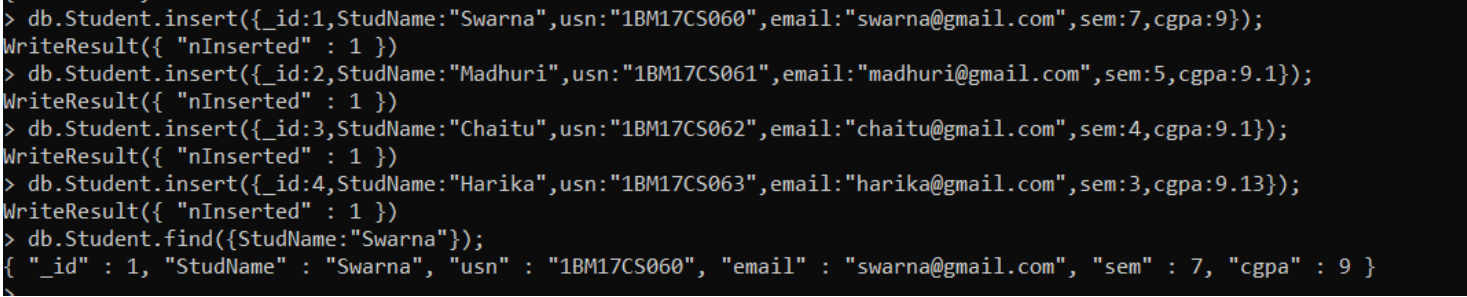 > db.Student.insert({_id:1,StudName:"Swarna",usn:"1BM17CS060",email:"swarna@gmail.com",sem:7,cgpa:9});
WriteResult({ "nInserted" : 1 })
> db.Student.insert({_id:2,StudName:"Madhuri",usn:"1BM17CS061",email:"madhuri@gmail.com",sem:5,cgpa:9.1});
WriteResult({ "nInserted" : 1 })
> db.Student.insert({_id:3,StudName:"Chaitu",usn:"1BM17CS062",email:"chaitu@gmail.com",sem:4,cgpa:9.1});
WriteResult({ "nInserted" : 1 })
> db.Student.insert({_id:4,StudName:"Harika",usn:"1BM17CS063",email:"harika@gmail.com",sem:3,cgpa:9.13});
WriteResult({ "nInserted" : 1 })
> db.Student.find({StudName:"Swarna"});
{ "_id" : 1, "StudName" : "Swarna", "usn" : "1BM17CS060", "email" : "swarna@gmail.com", "sem" : 7, "cgpa" : 9 }
>